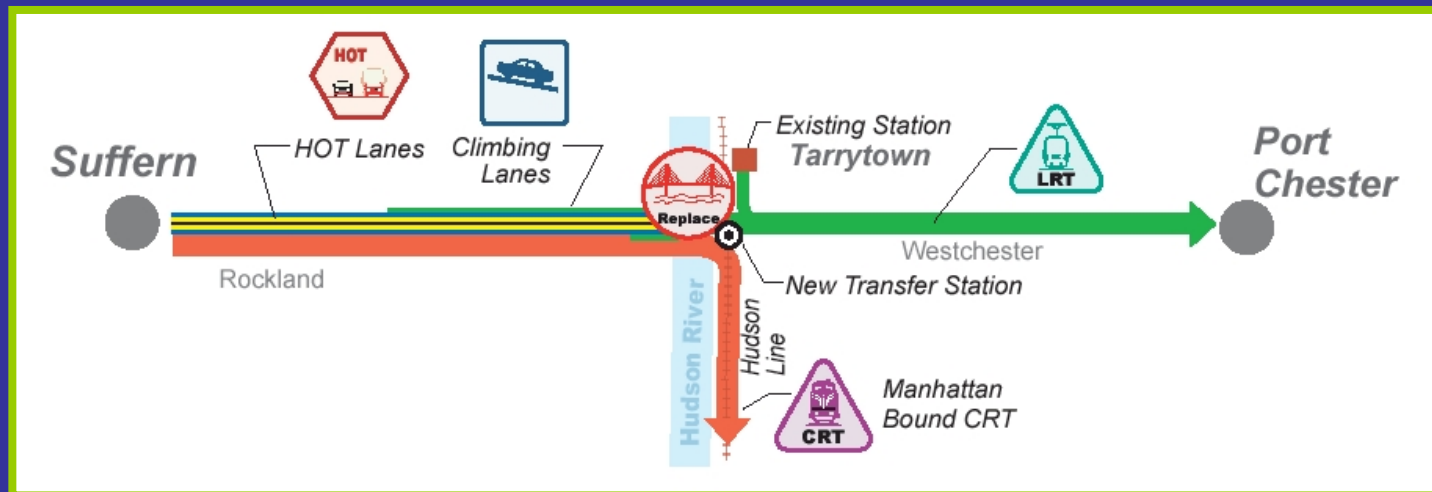 HOT
Suffern
HOT Lanes
Climbing
Lanes
Existing Station
Tarrytown
LRT
Port
Chester
Replace
Westchester
Rockland
New Transfer Station
Hudson River
Hudson
Line
CRT
Manhattan
Bound CRT